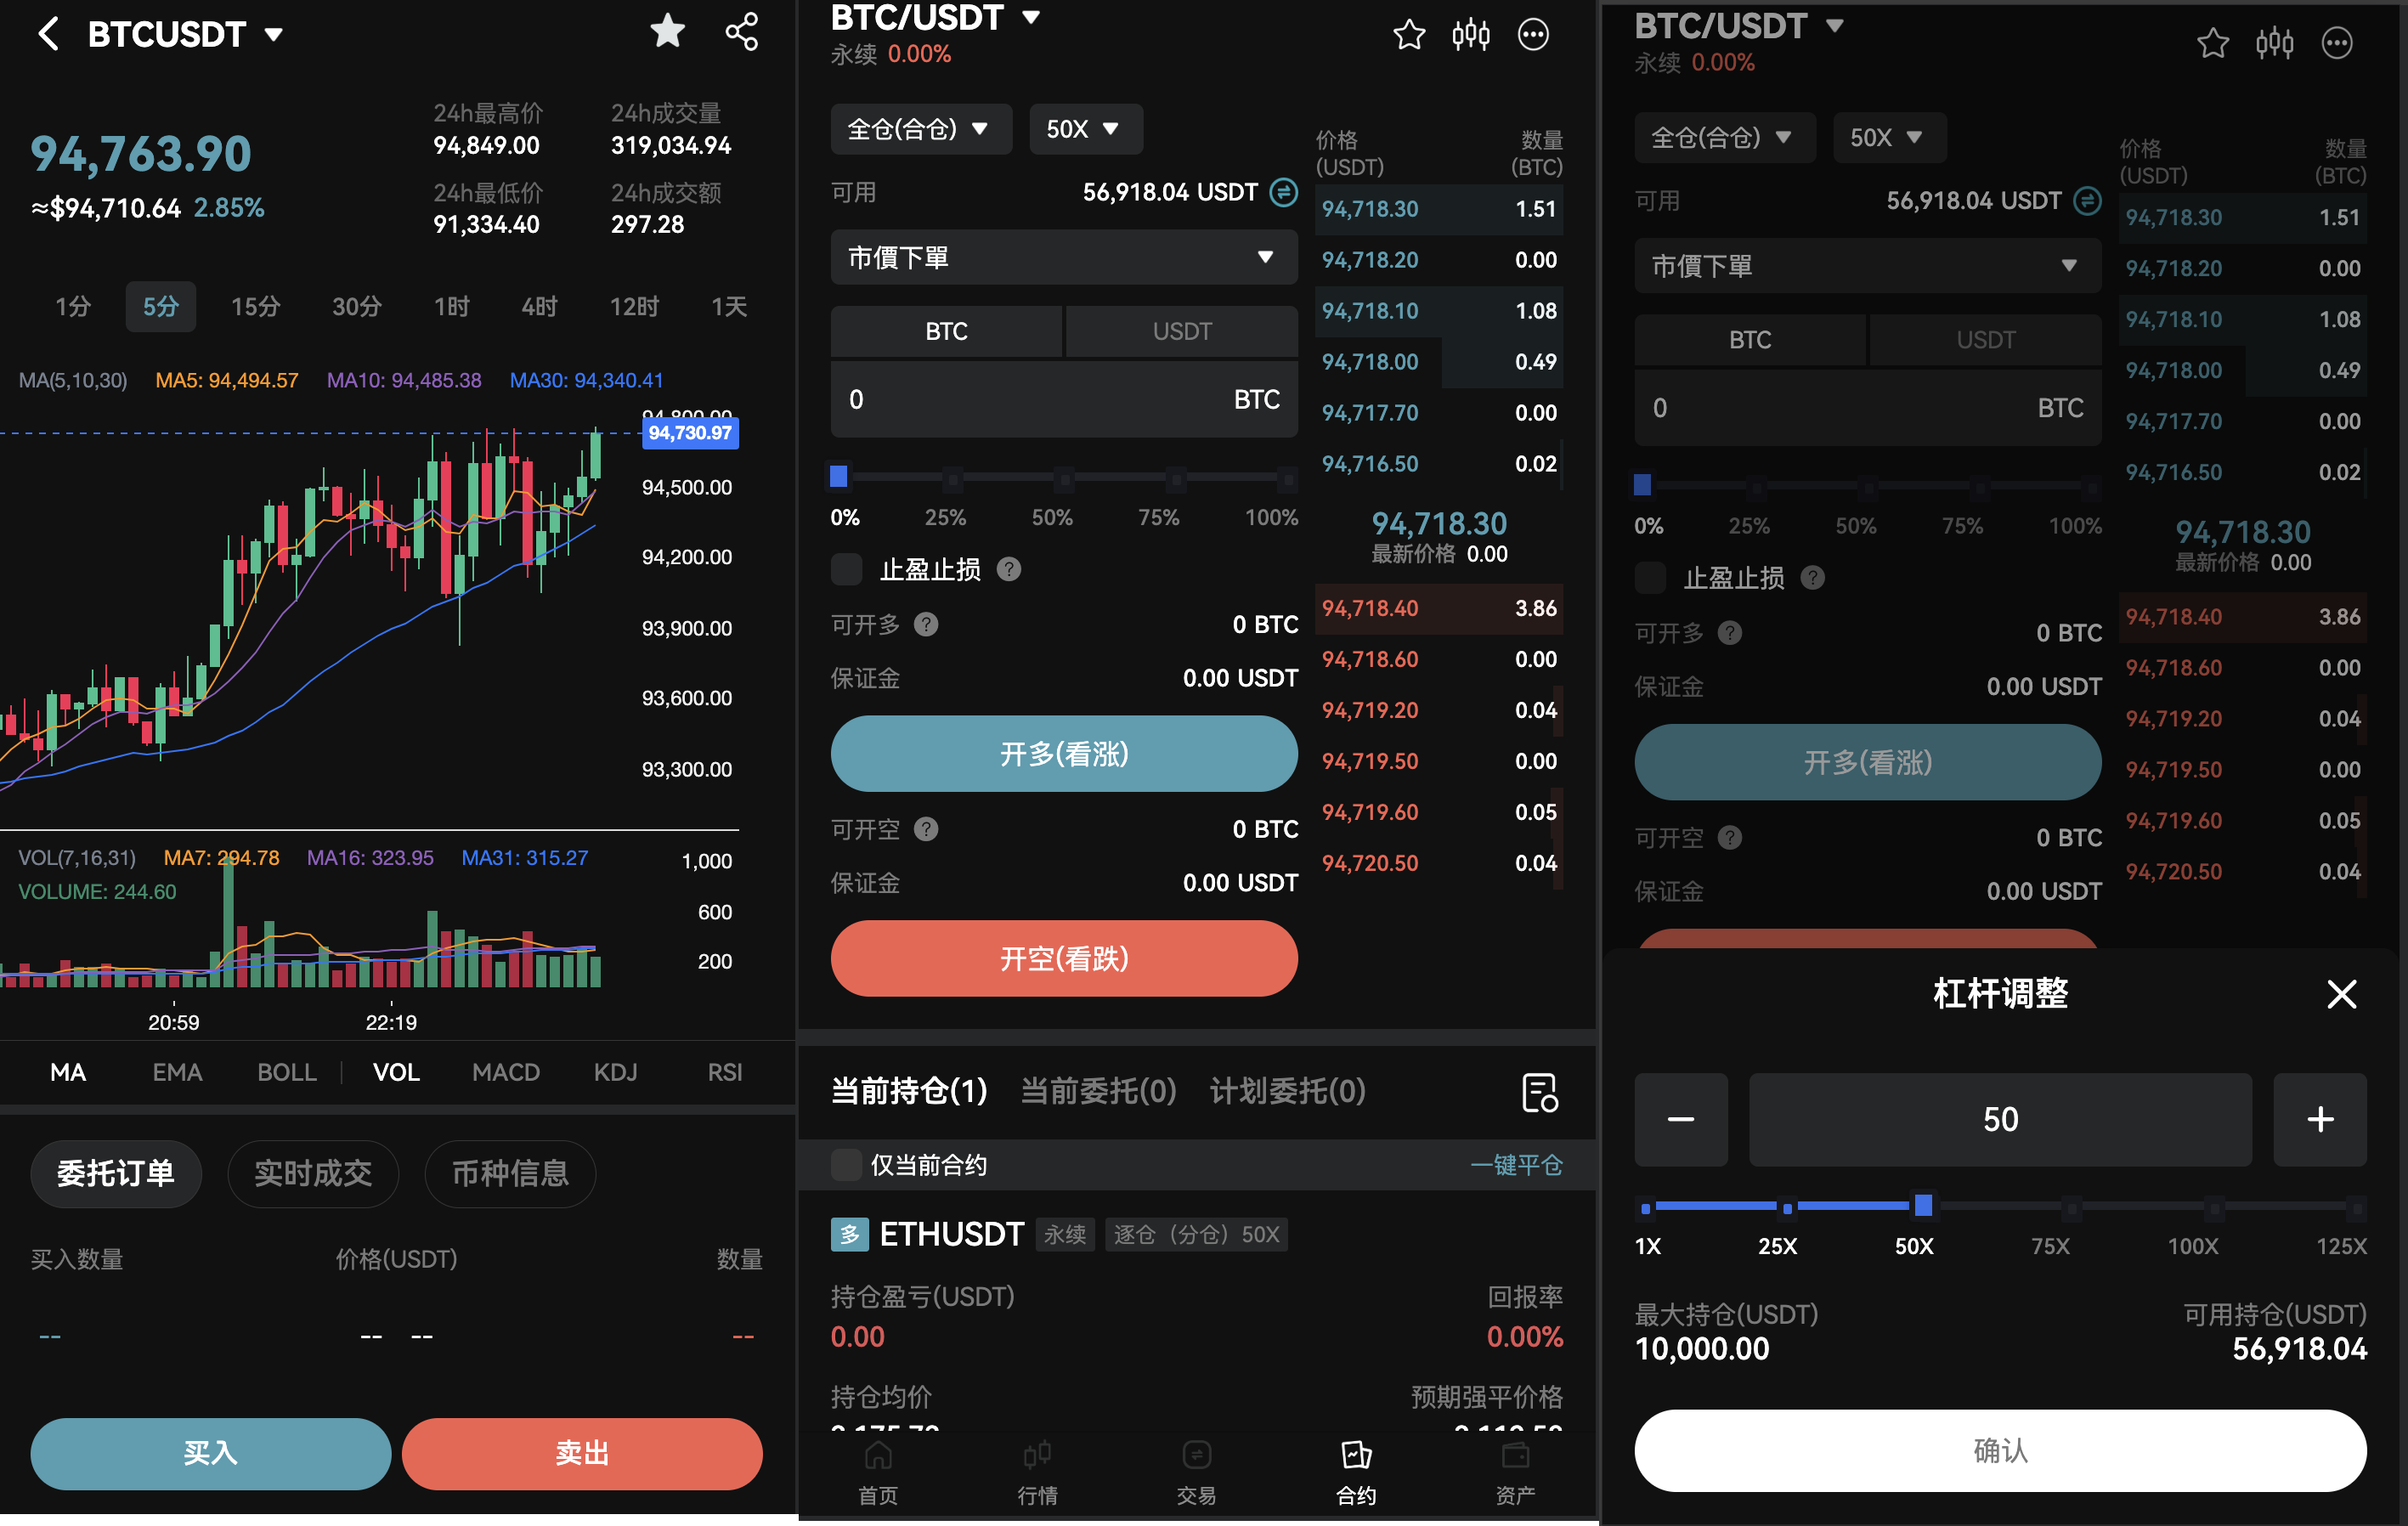 BTCUSDT
94,763.90
≈$94,710.64 2.85%
24h最高价
94,849.00
24h成交量
319,034.94
24h最低价
91,334.40
24h成交额
297.28
1分 5分 15分 30分 1时 4时 12时 1天
MA(5,10,30) MA5: 94,494.57 MA10: 94,485.38 MA30: 94,340.41
94,800.00
94,730.97
94,500.00
94,200.00
93,900.00
93,600.00
93,300.00
VOL(7,16,31) MA7: 294.78 MA16: 323.95 MA31: 315.27
VOLUME: 244.60
1,000
600
200
20:59 22:19
MA EMA BOLL VOL MACD KDJ RSI
委托订单 实时成交 币种信息
买入数量 价格(USDT) 数量
-- -- -- --
买入 卖出
BTC/USDT
永续 0.00%
全仓(合仓) 50X
可用 56,918.04 USDT
市價下單
BTC USDT
0 BTC
0% 25% 50% 75% 100%
止盈止损 ?
可开多 ? 0 BTC
保证金 0.00 USDT
开多(看涨)
可开空 ? 0 BTC
保证金 0.00 USDT
开空(看跌)
价格 数量
(USDT) (BTC)
94,718.30 1.51
94,718.20 0.00
94,718.10 1.08
94,718.00 0.49
94,717.70 0.00
94,716.50 0.02
94,718.30
最新价格 0.00
94,718.40 3.86
94,718.60 0.00
94,719.20 0.04
94,719.50 0.00
94,719.60 0.05
94,720.50 0.04
当前持仓(1) 当前委托(0) 计划委托(0)
仅当前合约 一键平仓
多 ETHUSDT 永续 逐仓（分仓）50X
持仓盈亏(USDT) 回报率
0.00 0.00%
持仓均价 预期强平价格
首页 行情 交易 合约 资产
BTC/USDT
永续 0.00%
全仓(合仓) 50X
可用 56,918.04 USDT
市價下單
BTC USDT
0 BTC
0% 25% 50% 75% 100%
止盈止损 ?
可开多 ? 0 BTC
保证金 0.00 USDT
开多(看涨)
可开空 ? 0 BTC
保证金 0.00 USDT
价格 数量
(USDT) (BTC)
94,718.30 1.51
94,718.20 0.00
94,718.10 1.08
94,718.00 0.49
94,717.70 0.00
94,716.50 0.02
94,718.30
最新价格 0.00
94,718.40 3.86
94,718.60 0.00
94,719.20 0.04
94,719.50 0.00
94,719.60 0.05
94,720.50 0.04
杠杆调整
50
1X 25X 50X 75X 100X 125X
最大持仓(USDT) 可用持仓(USDT)
10,000.00 56,918.04
确认